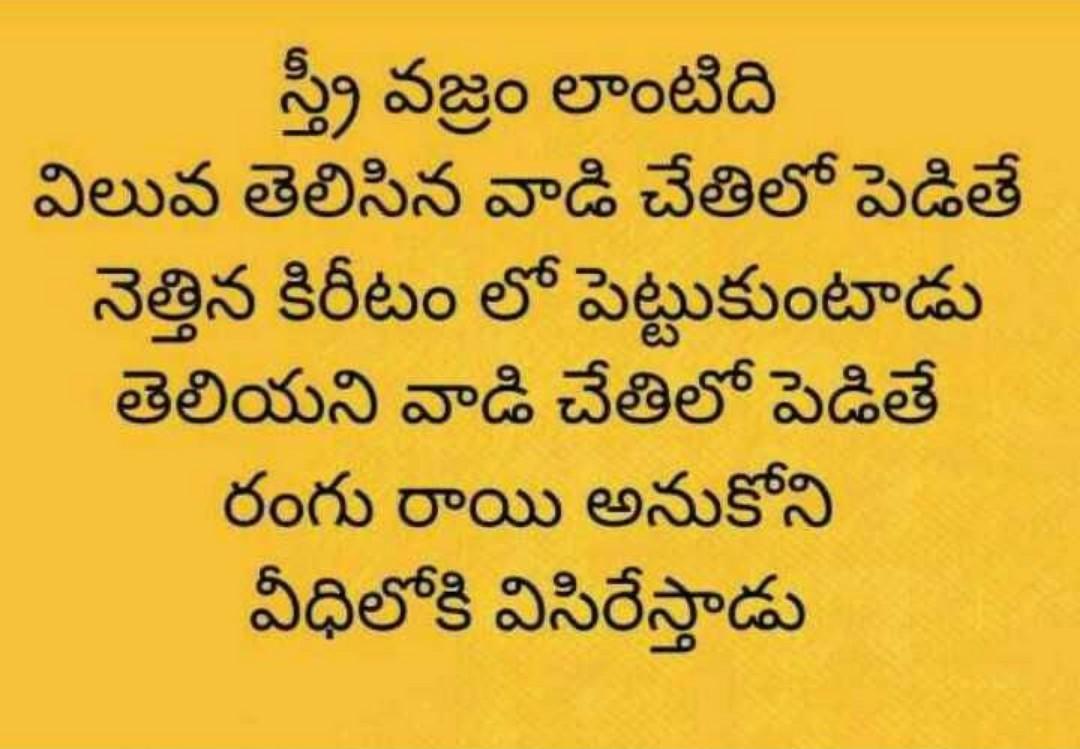 స్త్రీ వజ్రం లాంటిది
విలువ తెలిసిన వాడి చేతిలో పెడితే
నెత్తిన కిరీటం లో పెట్టుకుంటాడు
తెలియని వాడి చేతిలో పెడితే
రంగు రాయి అనుకోని
వీధిలోకి విసిరేస్తాడు